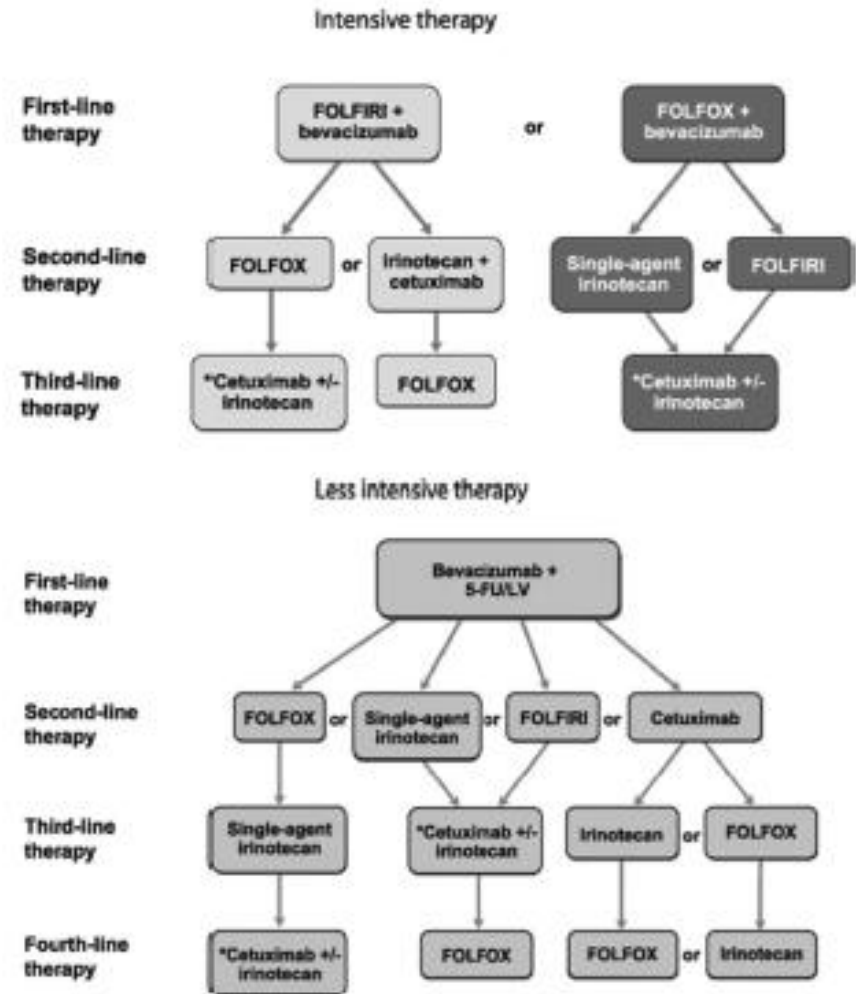 Intensive therapy
First-line
therapy
FOLFIRI +
bevacizumab
or
FOLFOX +
bevacizumab
Second-line
therapy
FOLFOX
or
Irinotecan +
cetuximab
Single-agent
irinotecan
or
FOLFIRI
Third-line
therapy
*Cetuximab +/-
irinotecan
FOLFOX
*Cetuximab +/-
irinotecan
Less intensive therapy
First-line
therapy
Bevacizumab +
5-FU/LV
Second-line
therapy
FOLFOX
or
Single-agent
irinotecan
or
FOLFIRI
or
Cetuximab
Third-line
therapy
Single-agent
irinotecan
*Cetuximab +/-
irinotecan
Irinotecan
or
FOLFOX
Fourth-line
therapy
*Cetuximab +/-
irinotecan
FOLFOX
FOLFOX
or
Irinotecan